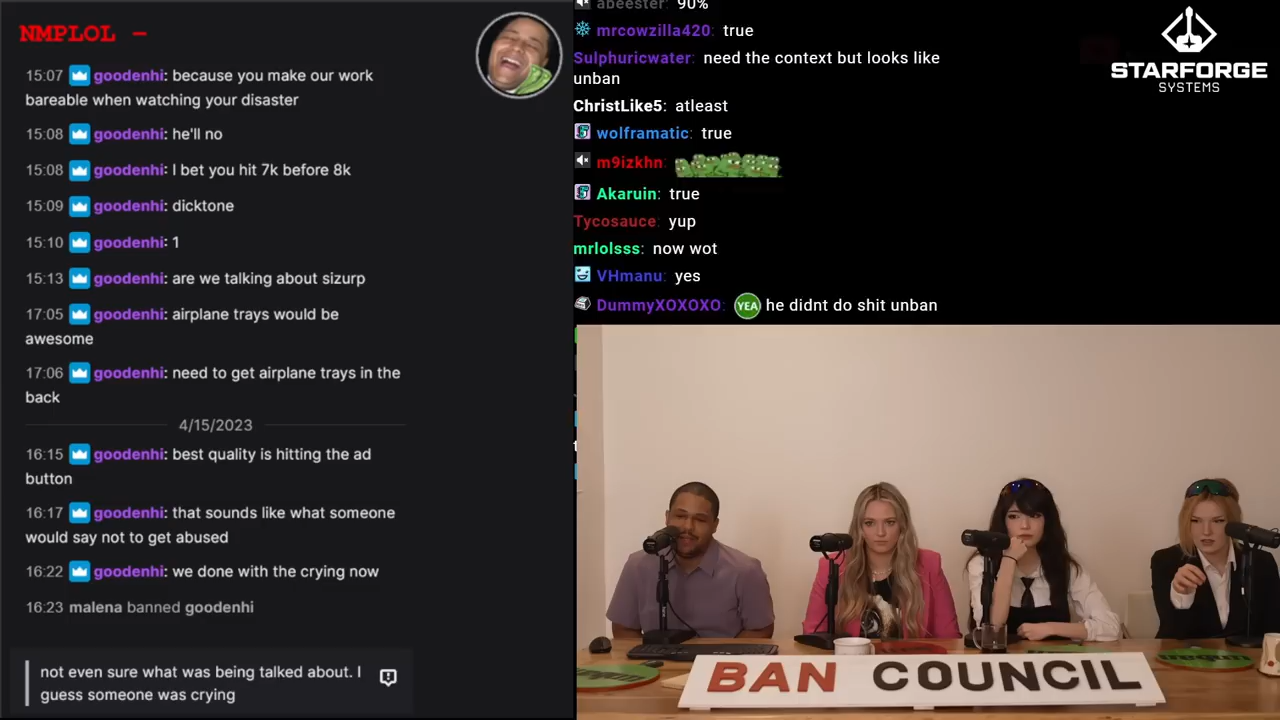 NMPLOL -
15:07 goodenhi: because you make our work
bareable when watching your disaster
15:08 goodenhi: he'll no
15:08 goodenhi: I bet you hit 7k before 8k
15:09 goodenhi: dicktone
15:10 goodenhi: 1
15:13 goodenhi: are we talking about sizurp
17:05 goodenhi: airplane trays would be
awesome
17:06 goodenhi: need to get airplane trays in the
back
4/15/2023
16:15 goodenhi: best quality is hitting the ad
button
16:17 goodenhi: that sounds like what someone
would say not to get abused
16:22 goodenhi: we done with the crying now
16:23 malena banned goodenhi
not even sure what was being talked about. I
guess someone was crying
abeester: 90%
mrcowzilla420: true
Sulphuricwater: need the context but looks like
unban
ChristLike5: atleast
wolframatic: true
m9izkhn:
Akaruin: true
Tycosauce: yup
mrlolsss: now wot
VHmanu: yes
DummyXOXOXO: YEA he didnt do shit unban
STARFORGE
SYSTEMS
BAN COUNCIL